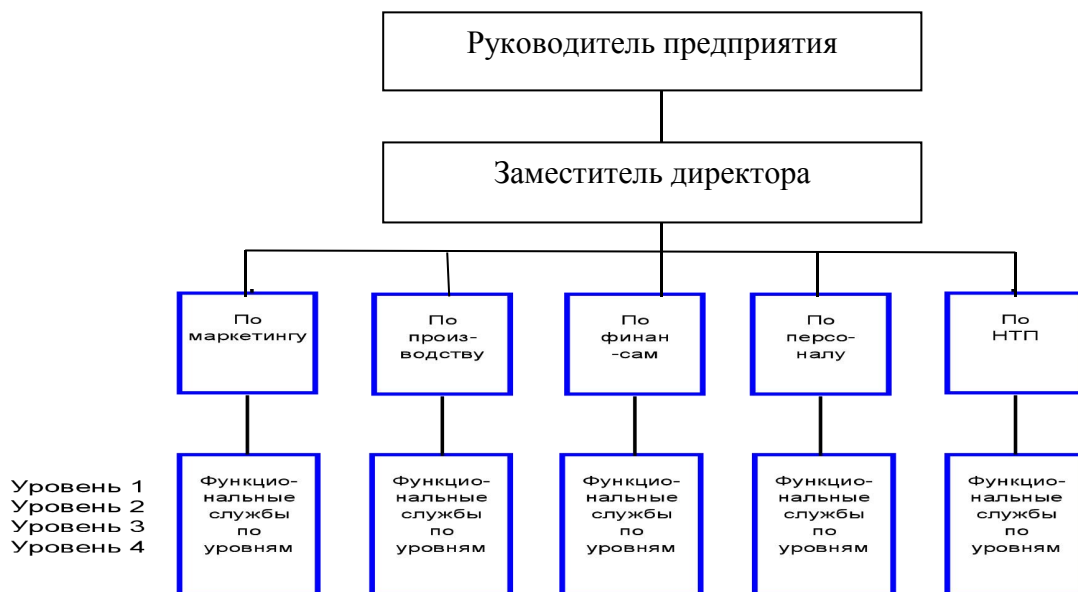 Руководитель предприятия
Заместитель директора
По
маркетингу
По
произ-
водству
По
финан
-сам
По
персо-
налу
По
НТП
Уровень 1
Уровень 2
Уровень 3
Уровень 4
Функцио-
нальные
службы
по
уровням
Функцио-
нальные
службы
по
уровням
Функцио-
нальные
службы
по
уровням
Функцио-
нальные
службы
по
уровням
Функцио-
нальные
службы
по
уровням